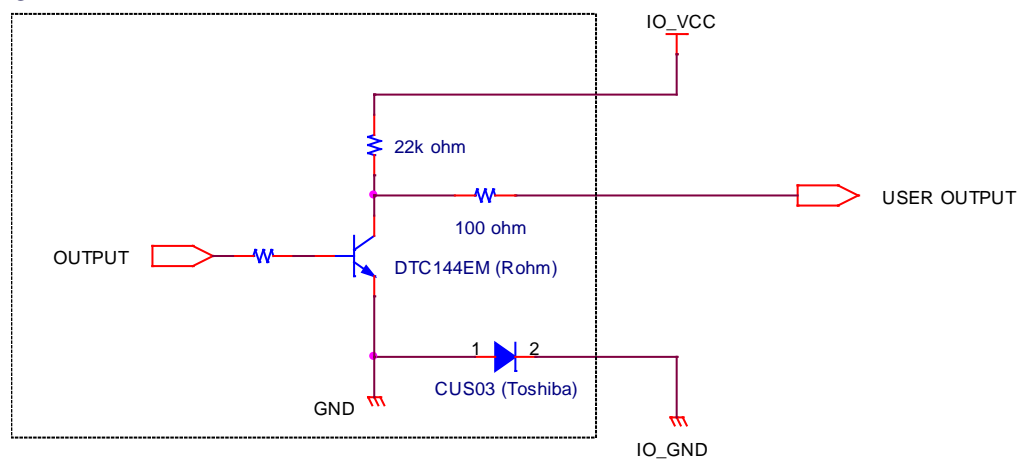 IO_VCC
22k ohm
USER OUTPUT
100 ohm
OUTPUT
DTC144EM (Rohm)
1
2
CUS03 (Toshiba)
GND
IO_GND